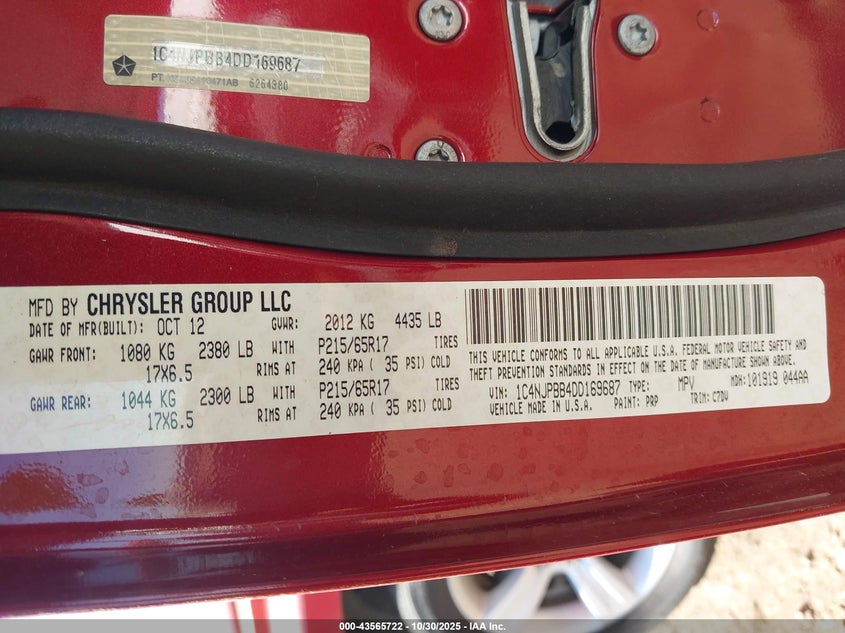 1C4NJPBB4DD169687
PT. 6264380
MFD BY CHRYSLER GROUP LLC
DATE OF MFR(BUILT): OCT 12 GVWR: 2012 KG 4435 LB
GAWR FRONT: 1080 KG 2380 LB WITH P215/65R17 TIRES
17X6.5 RIMS AT 240 KPA ( 35 PSI) COLD
GAWR REAR: 1044 KG 2300 LB WITH P215/65R17 TIRES
17X6.5 RIMS AT 240 KPA ( 35 PSI) COLD
THIS VEHICLE CONFORMS TO ALL APPLICABLE U.S.A. FEDERAL MOTOR VEHICLE SAFETY, BUMPER, AND
THEFT PREVENTION STANDARDS IN EFFECT ON THE DATE OF MANUFACTURE SHOWN ABOVE.
VIN: 1C4NJPBB4DD169687 TYPE: MPV MDH: 101919 044AA
VEHICLE MADE IN U.S.A. PAINT: PRP TRIM: C7DV
000-43565722 - 10/30/2025 - IAA Inc.